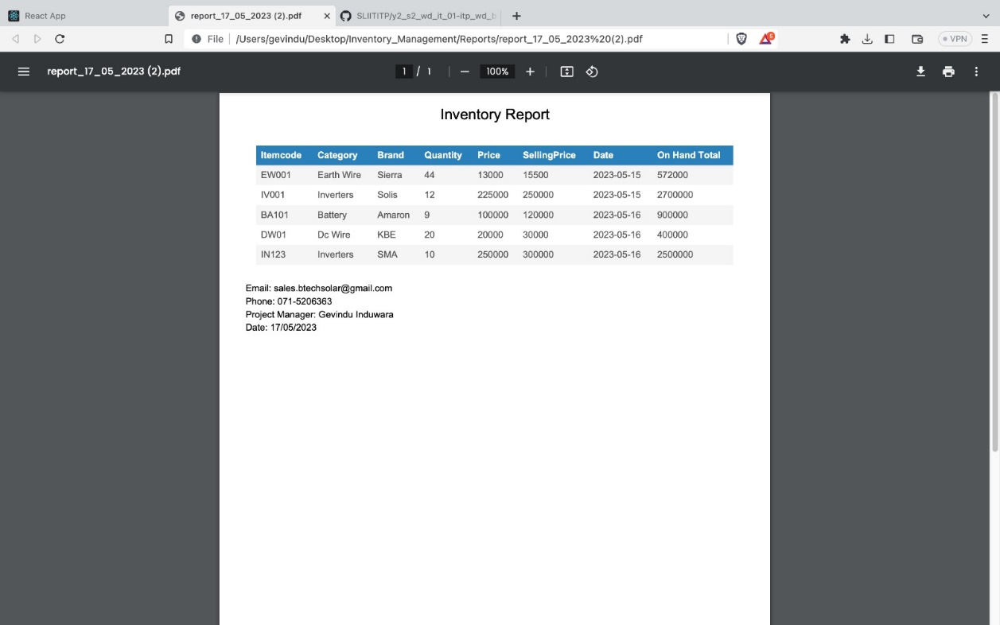 React App
report_17_05_2023 (2).pdf
SLIITITP/y2_s2_wd_it_01-itp_wd_b
File /Users/gevindu/Desktop/Inventory_Management/Reports/report_17_05_2023%20(2).pdf
5
VPN
report_17_05_2023 (2).pdf
1 / 1
100%
Inventory Report
Itemcode Category Brand Quantity Price SellingPrice Date On Hand Total
EW001 Earth Wire Sierra 44 13000 15500 2023-05-15 572000
IV001 Inverters Solis 12 225000 250000 2023-05-15 2700000
BA101 Battery Amaron 9 100000 120000 2023-05-16 900000
DW01 Dc Wire KBE 20 20000 30000 2023-05-16 400000
IN123 Inverters SMA 10 250000 300000 2023-05-16 2500000
Email: sales.btechsolar@gmail.com
Phone: 071-5206363
Project Manager: Gevindu Induwara
Date: 17/05/2023